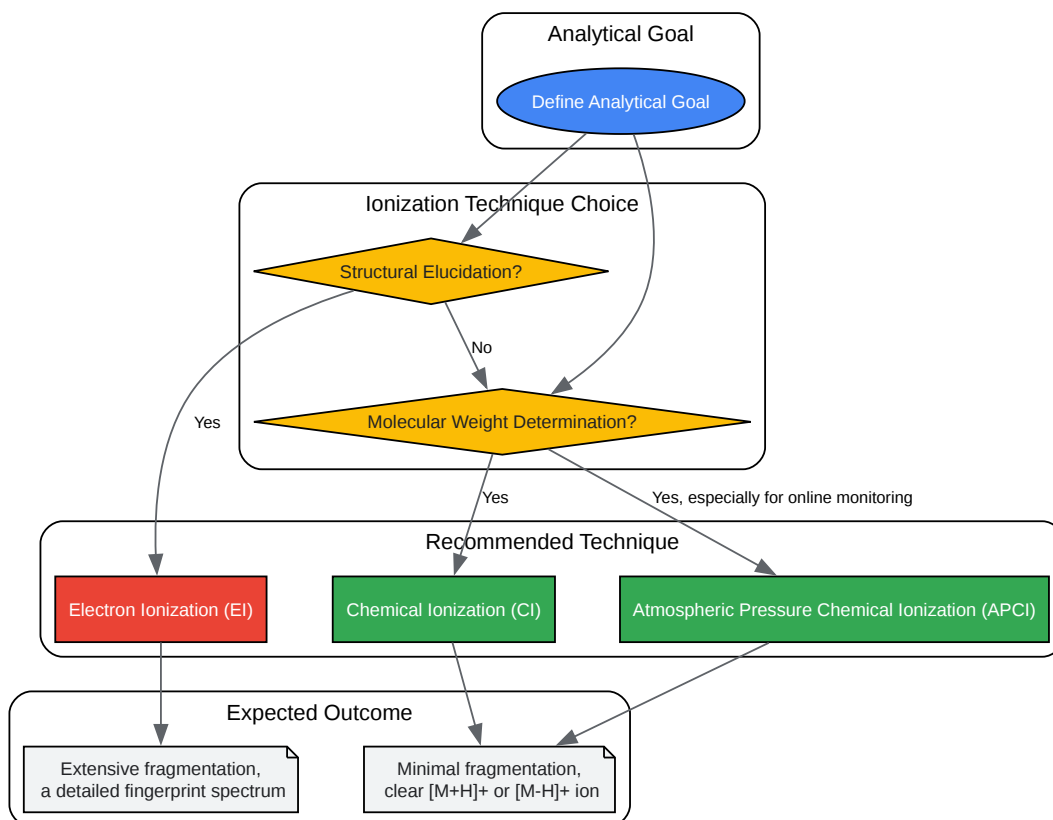 Analytical Goal
Define Analytical Goal
Ionization Technique Choice
Structural Elucidation?
No
Molecular Weight Determination?
Yes
Yes
Yes, especially for online monitoring
Recommended Technique
Electron Ionization (EI)
Chemical Ionization (CI)
Atmospheric Pressure Chemical Ionization (APCI)
Expected Outcome
Extensive fragmentation,
a detailed fingerprint spectrum
Minimal fragmentation,
clear [M+H]+ or [M-H]+ ion